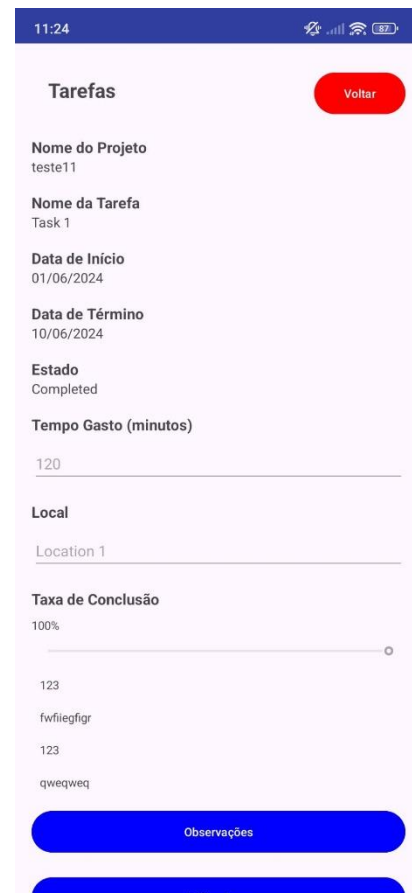 11:24
87
Tarefas
Voltar
Nome do Projeto
teste11
Nome da Tarefa
Task 1
Data de Início
01/06/2024
Data de Término
10/06/2024
Estado
Completed
Tempo Gasto (minutos)
120
Local
Location 1
Taxa de Conclusão
100%
123
fwfiiegfigr
123
qweqweq
Observações